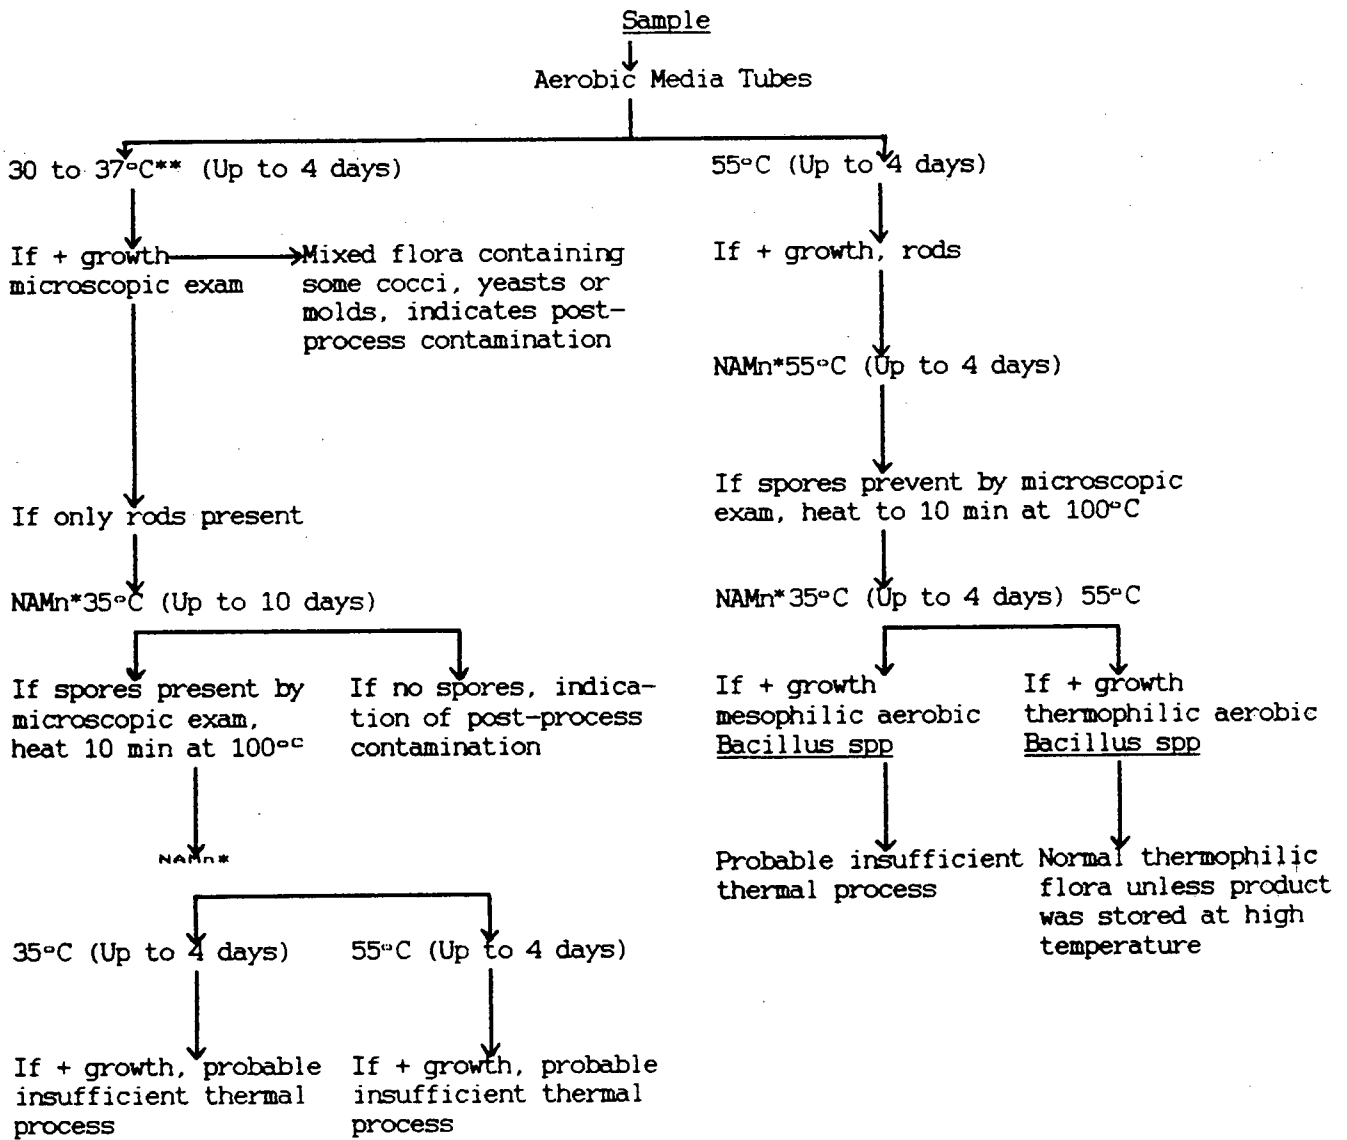 Sample
Aerobic Media Tubes
30 to 37°C** (Up to 4 days)
55°C (Up to 4 days)
If + growth
microscopic exam
Mixed flora containing
some cocci, yeasts or
molds, indicates post-
process contamination
If + growth, rods
NAMn*55°C (Up to 4 days)
If only rods present
If spores prevent by microscopic
exam, heat to 10 min at 100°C
NAMn*35°C (Up to 10 days)
NAMn*35°C (Up to 4 days) 55°C
If spores present by
microscopic exam,
heat 10 min at 100°C
If no spores, indica-
tion of post-process
contamination
If + growth
mesophilic aerobic
Bacillus spp
If + growth
thermophilic aerobic
Bacillus spp
NAMn*
Probable insufficient
thermal process
Normal thermophilic
flora unless product
was stored at high
temperature
35°C (Up to 4 days)
55°C (Up to 4 days)
If + growth, probable
insufficient thermal
process
If + growth, probable
insufficient thermal
process